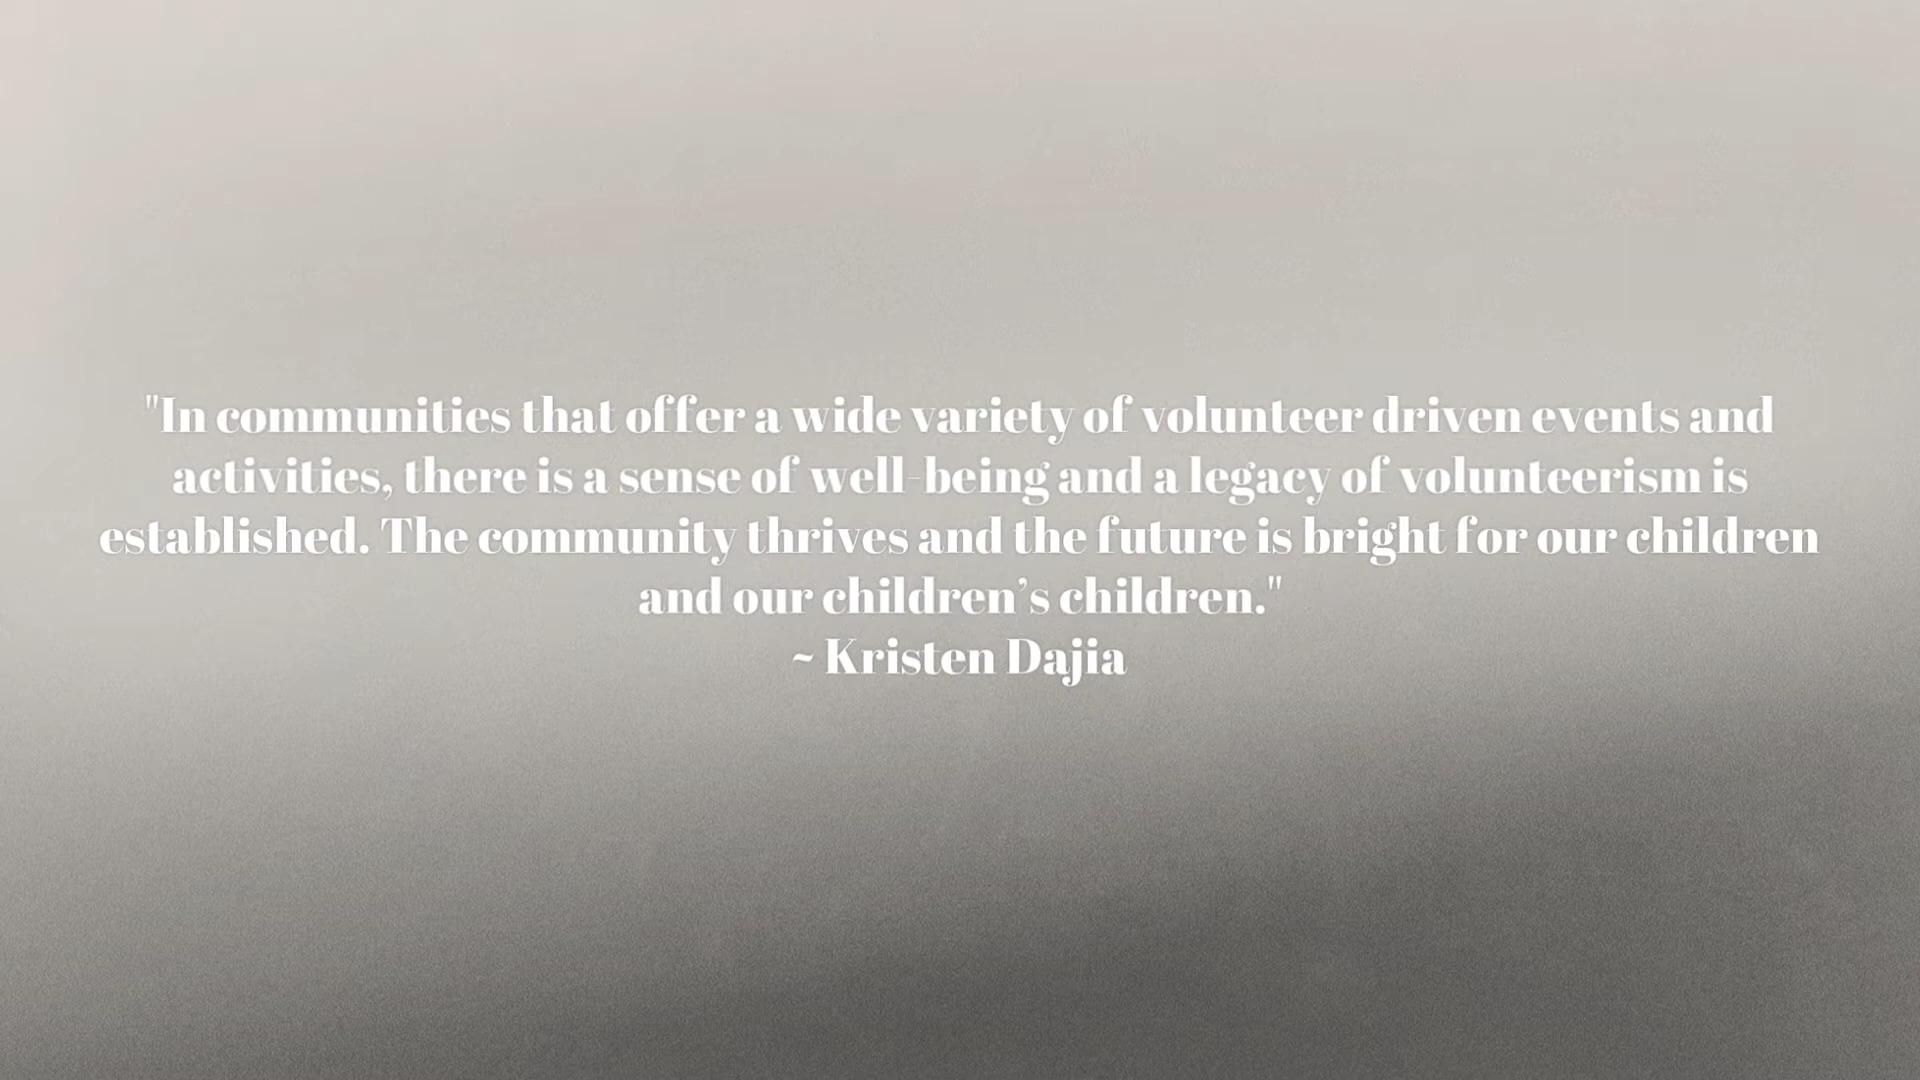 "In communities that offer a wide variety of volunteer driven events and
activities, there is a sense of well-being and a legacy of volunteerism is
established. The community thrives and the future is bright for our children
and our children’s children."
~ Kristen Dajia